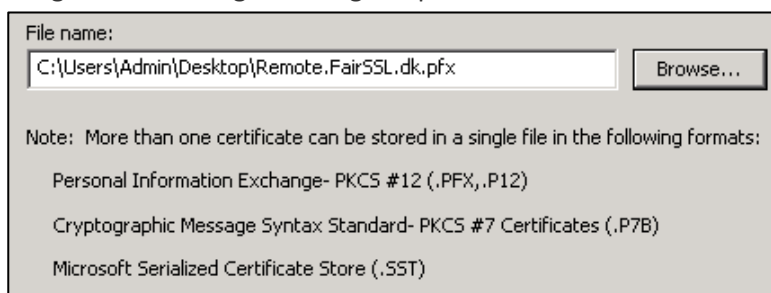 File name:
C:\Users\Admin\Desktop\Remote.FairSSL.dk.pfx
Browse...
Note: More than one certificate can be stored in a single file in the following formats:
Personal Information Exchange- PKCS #12 (.PFX,.P12)
Cryptographic Message Syntax Standard- PKCS #7 Certificates (.P7B)
Microsoft Serialized Certificate Store (.SST)